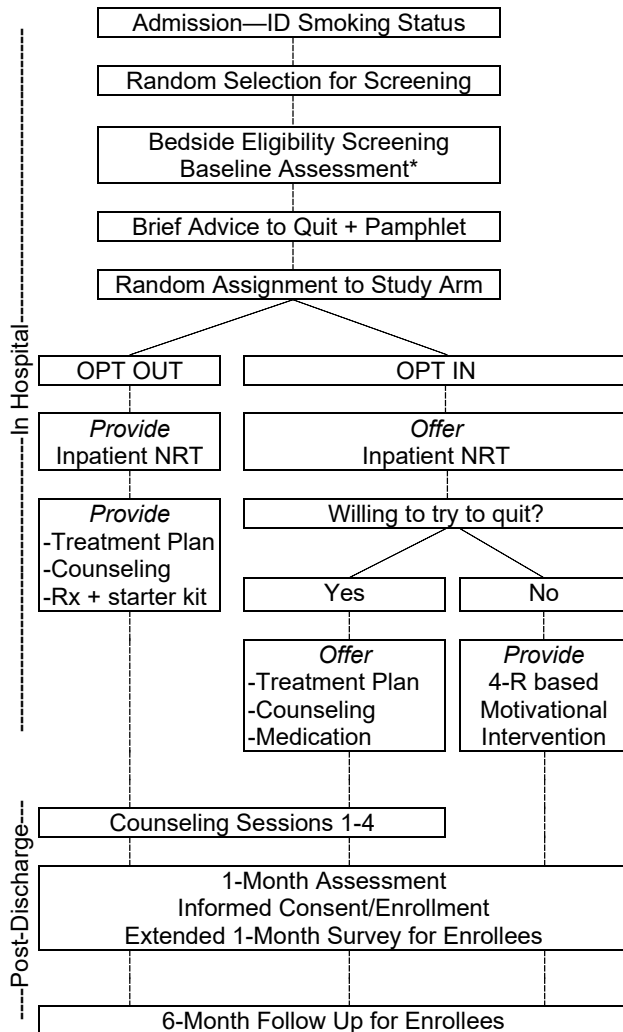 Admission—ID Smoking Status
Random Selection for Screening
Bedside Eligibility Screening
Baseline Assessment*
Brief Advice to Quit + Pamphlet
Random Assignment to Study Arm
In Hospital
OPT OUT
OPT IN
Provide
Inpatient NRT
Offer
Inpatient NRT
Provide
-Treatment Plan
-Counseling
-Rx + starter kit
Willing to try to quit?
Yes
No
Offer
-Treatment Plan
-Counseling
-Medication
Provide
4-R based
Motivational
Intervention
Post-Discharge
Counseling Sessions 1-4
1-Month Assessment
Informed Consent/Enrollment
Extended 1-Month Survey for Enrollees
6-Month Follow Up for Enrollees